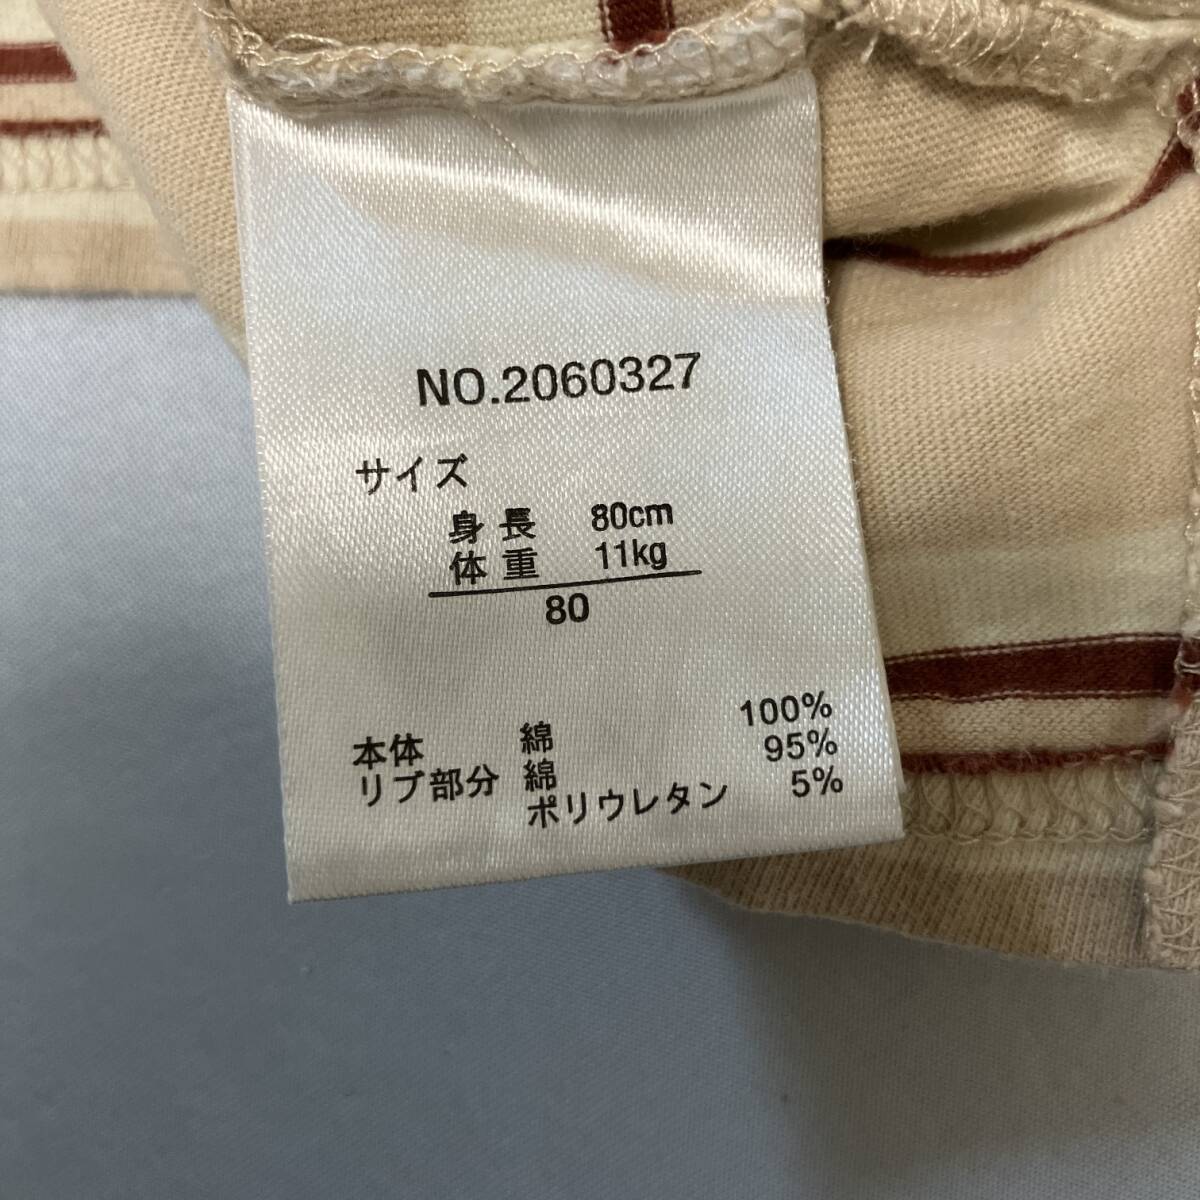 NO.2060327
サイズ
身長 80cm
体重 11kg
80
本体 綿 100%
リブ部分 綿 95%
ポリウレタン 5%